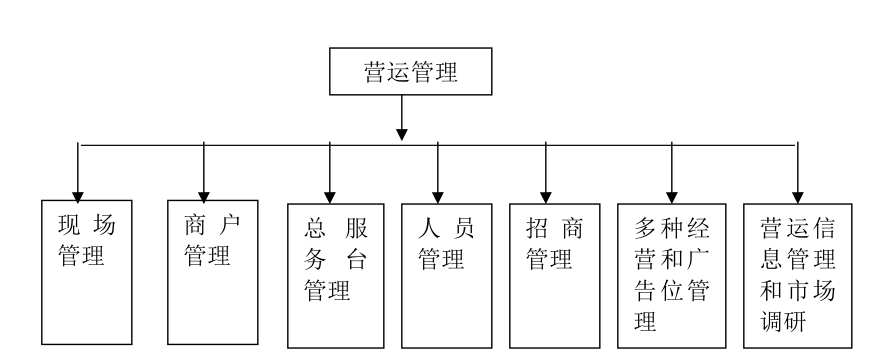 营运管理
现场
管理
商户
管理
总服
务台
管理
人员
管理
招商
管理
多种经
营和广
告位管
理
营运信
息管理
和市场
调研